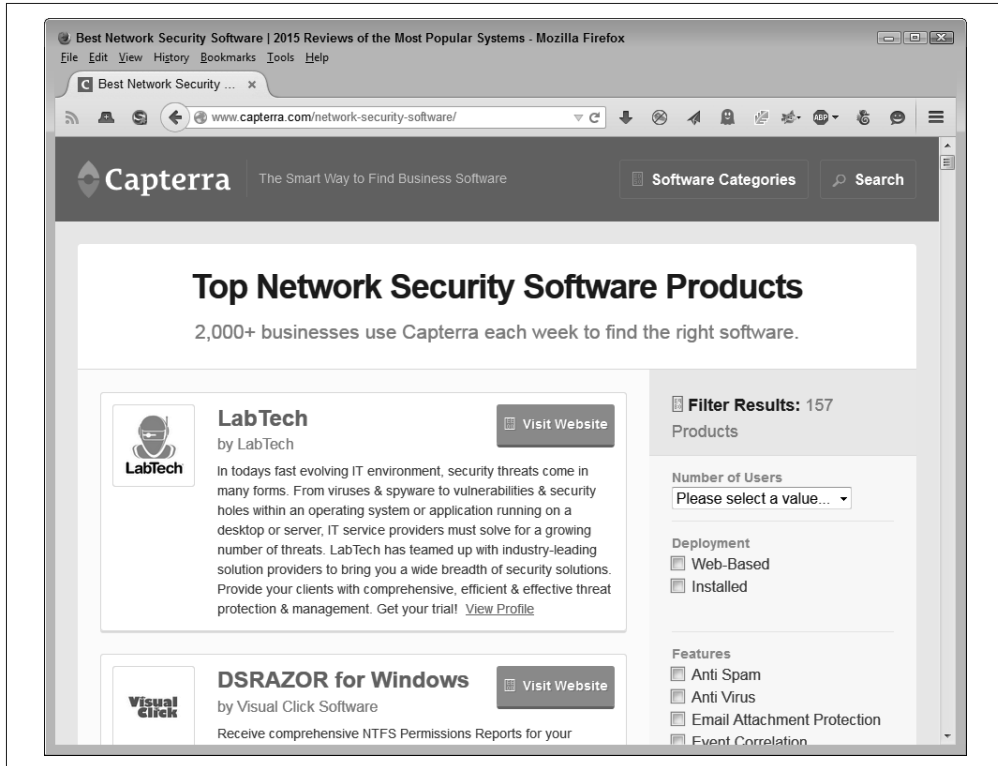 Best Network Security Software | 2015 Reviews of the Most Popular Systems - Mozilla Firefox
File Edit View History Bookmarks Tools Help
C Best Network Security ... ×
www.capterra.com/network-security-software/
ABP
Capterra
The Smart Way to Find Business Software
Software Categories
Search
Top Network Security Software Products
2,000+ businesses use Capterra each week to find the right software.
LabTech
LabTech
by LabTech
Visit Website
In todays fast evolving IT environment, security threats come in
many forms. From viruses & spyware to vulnerabilities & security
holes within an operating system or application running on a
desktop or server, IT service providers must solve for a growing
number of threats. LabTech has teamed up with industry-leading
solution providers to bring you a wide breadth of security solutions.
Provide your clients with comprehensive, efficient & effective threat
protection & management. Get your trial! View Profile
Visual
Click
DSRAZOR for Windows
by Visual Click Software
Visit Website
Receive comprehensive NTFS Permissions Reports for your
Filter Results: 157
Products
Number of Users
Please select a value...
Deployment
Web-Based
Installed
Features
Anti Spam
Anti Virus
Email Attachment Protection
Event Correlation